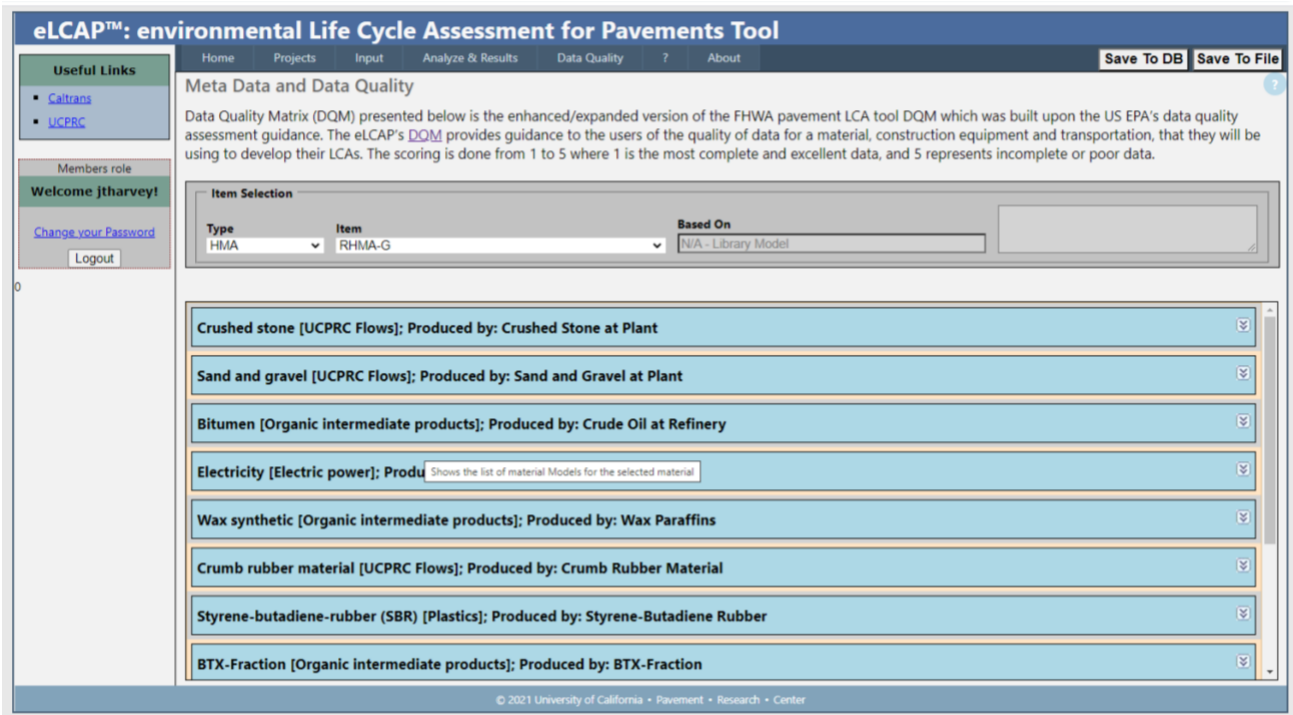 eLCAP™: environmental Life Cycle Assessment for Pavements Tool
Useful Links
Caltrans
UCPRC
Members role
Welcome jtharvey!
Change your Password
Logout
0
Home Projects Input Analyze & Results Data Quality ? About
Save To DB Save To File
Meta Data and Data Quality
?
Data Quality Matrix (DQM) presented below is the enhanced/expanded version of the FHWA pavement LCA tool DQM which was built upon the US EPA's data quality
assessment guidance. The eLCAP's DQM provides guidance to the users of the quality of data for a material, construction equipment and transportation, that they will be
using to develop their LCAs. The scoring is done from 1 to 5 where 1 is the most complete and excellent data, and 5 represents incomplete or poor data.
Item Selection
Type Item Based On
HMA RHMA-G N/A - Library Model
Crushed stone [UCPRC Flows]; Produced by: Crushed Stone at Plant
Sand and gravel [UCPRC Flows]; Produced by: Sand and Gravel at Plant
Bitumen [Organic intermediate products]; Produced by: Crude Oil at Refinery
Electricity [Electric power]; Produ
Shows the list of material Models for the selected material
Wax synthetic [Organic intermediate products]; Produced by: Wax Paraffins
Crumb rubber material [UCPRC Flows]; Produced by: Crumb Rubber Material
Styrene-butadiene-rubber (SBR) [Plastics]; Produced by: Styrene-Butadiene Rubber
BTX-Fraction [Organic intermediate products]; Produced by: BTX-Fraction
© 2021 University of California • Pavement • Research • Center